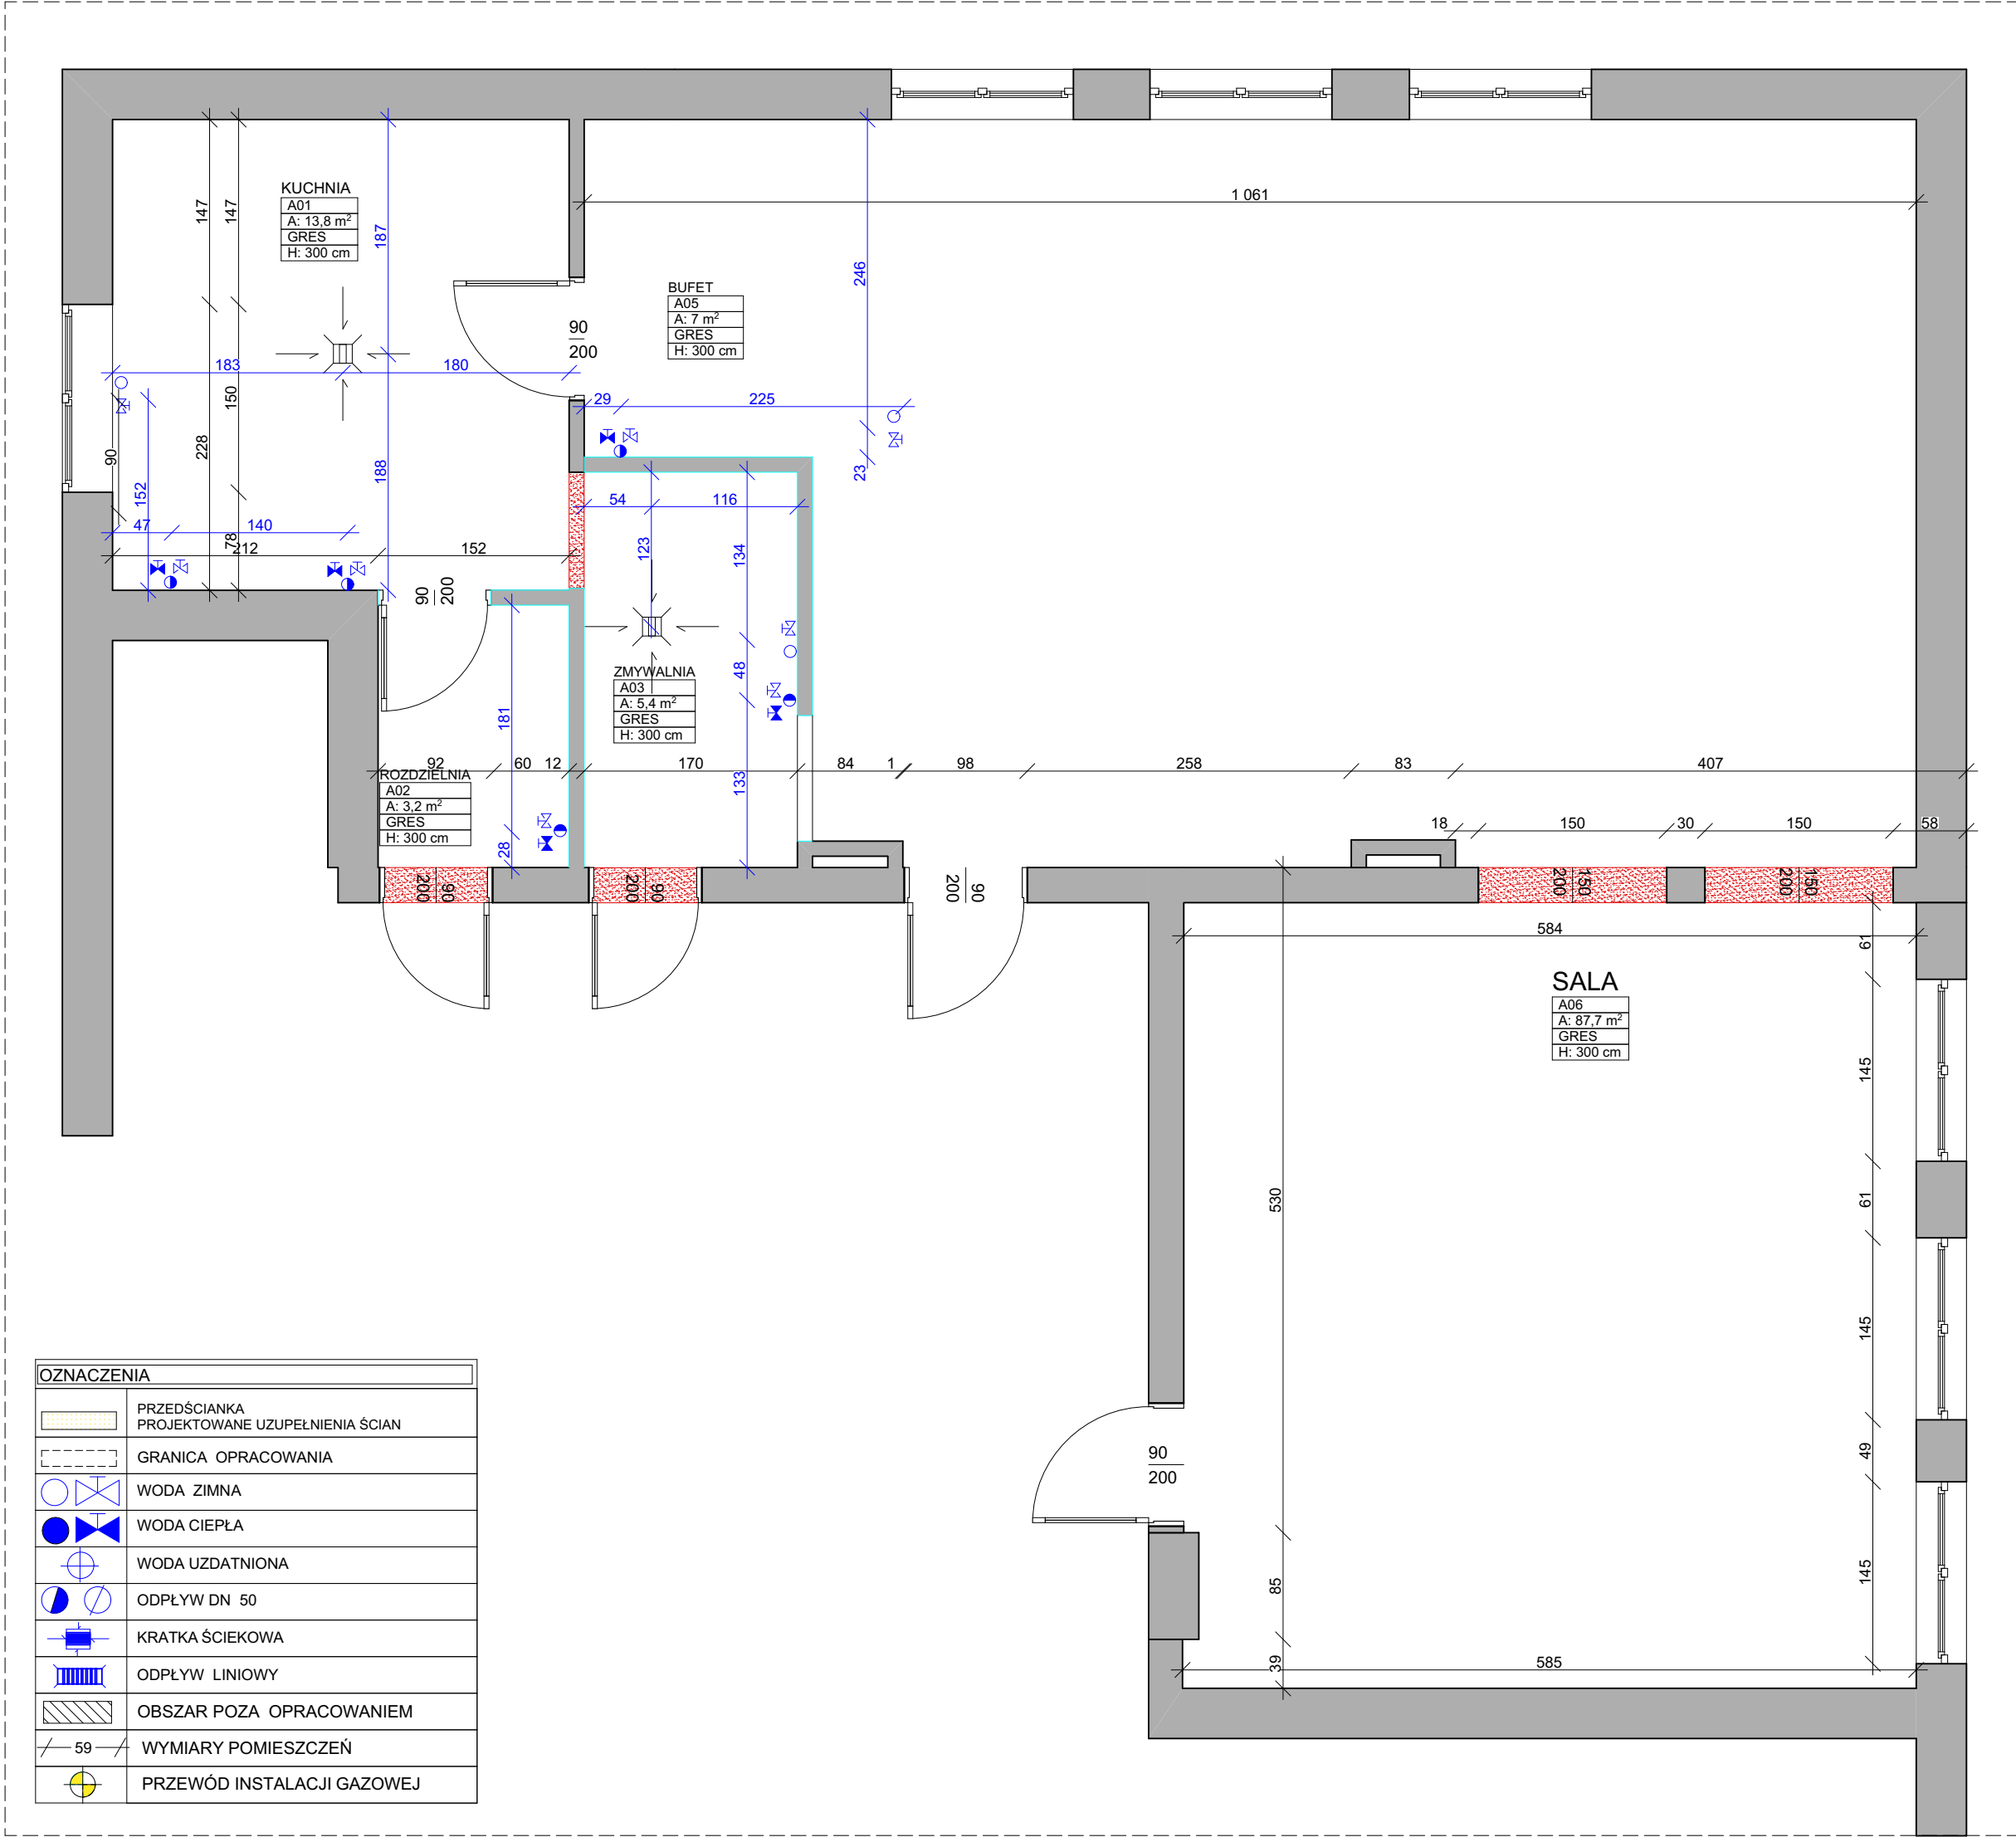 1 061
KUCHNIA
A01
A: 13,8 m²
GRES
H: 300 cm
147
147
187
246
BUFET
A05
A: 7 m²
GRES
H: 300 cm
90
200
183
180
150
228
188
90
152
29
225
23
47
140
78
212
152
54
116
123
134
90
200
181
48
133
ZMYWALNIA
A03
A: 5,4 m²
GRES
H: 300 cm
92
60
12
170
84
1
98
258
83
407
ROZDZIELNIA
A02
A: 3,2 m²
GRES
H: 300 cm
28
18
150
30
150
58
90
200
90
200
90
200
150
200
150
200
584
61
SALA
A06
A: 87,7 m²
GRES
H: 300 cm
145
530
61
145
49
90
200
145
85
39
585
OZNACZENIA
PRZEDŚCIANKA
PROJEKTOWANE UZUPEŁNIENIA ŚCIAN
GRANICA OPRACOWANIA
WODA ZIMNA
WODA CIEPŁA
WODA UZDATNIONA
ODPŁYW DN 50
KRATKA ŚCIEKOWA
ODPŁYW LINIOWY
OBSZAR POZA OPRACOWANIEM
59 WYMIARY POMIESZCZEŃ
PRZEWÓD INSTALACJI GAZOWEJ